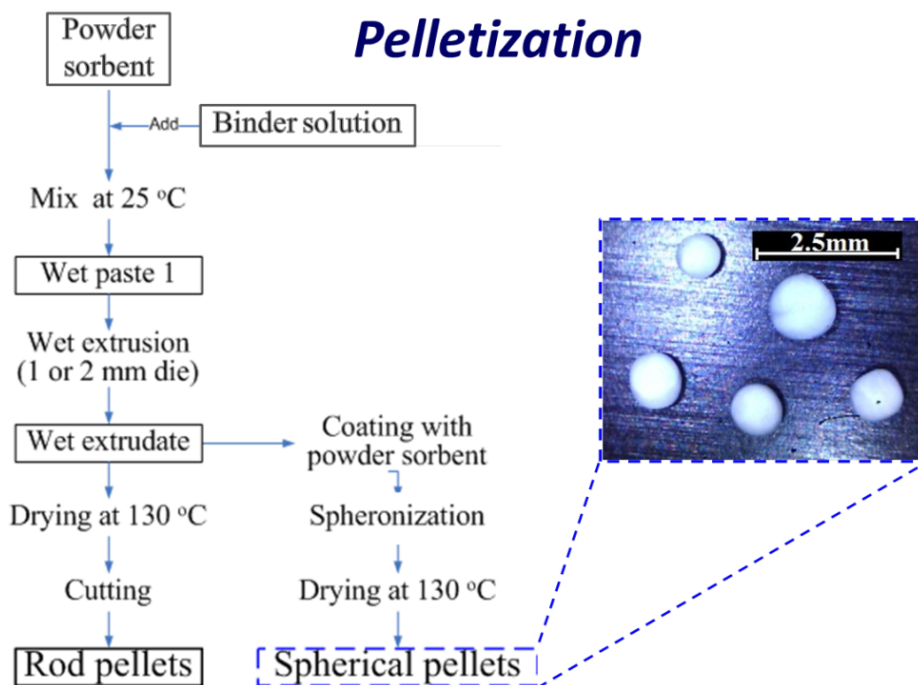 Pelletization
Powder
sorbent
Add
Binder solution
Mix at 25 °C
Wet paste 1
Wet extrusion
(1 or 2 mm die)
Wet extrudate
Drying at 130 °C
Cutting
Rod pellets
Coating with
powder sorbent
Spheronization
Drying at 130 °C
Spherical pellets
2.5mm